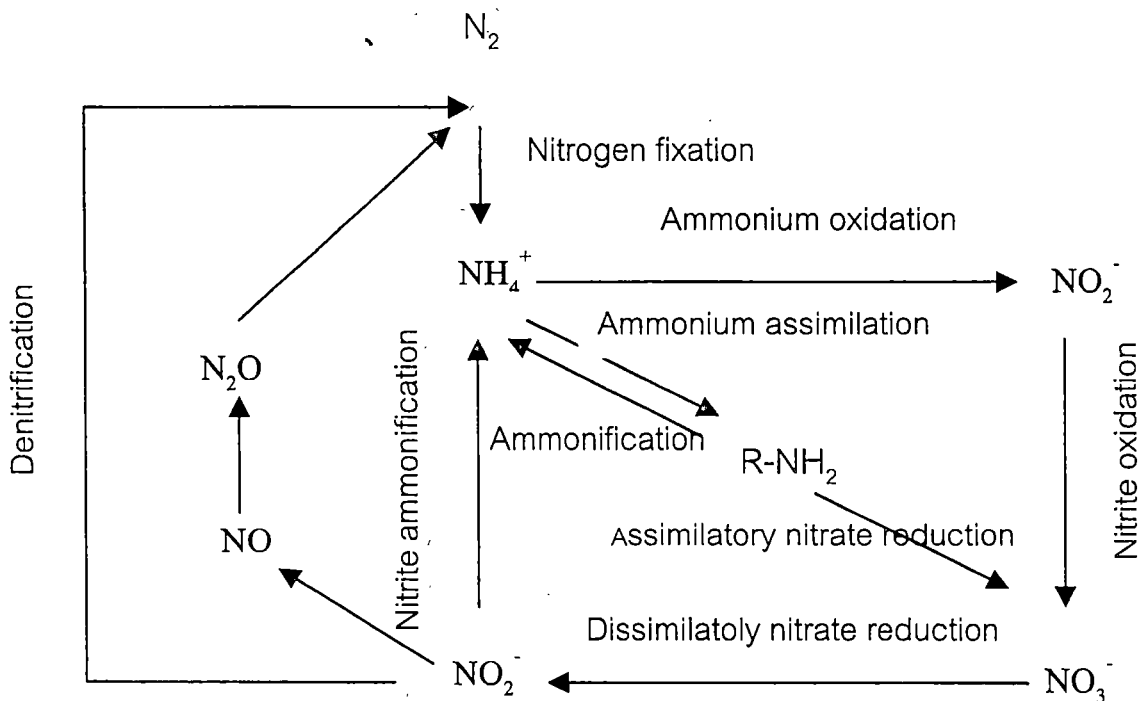 N₂
Nitrogen fixation
Ammonium oxidation
NH₄⁺
NO₂⁻
Ammonium assimilation
Denitrification
N₂O
Nitrite ammonification
Ammonification
R-NH₂
Nitrite oxidation
NO
Assimilatory nitrate reduction
Dissimilatoly nitrate reduction
NO₂⁻
NO₃⁻